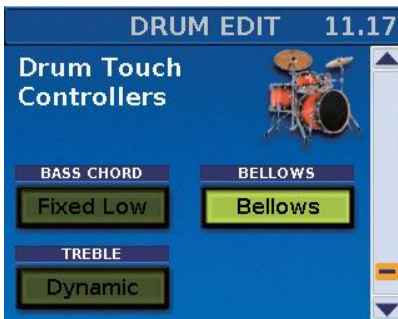 DRUM EDIT 11.17
Drum Touch
Controllers
BASS CHORD
BELLOWS
Fixed Low
Bellows
TREBLE
Dynamic